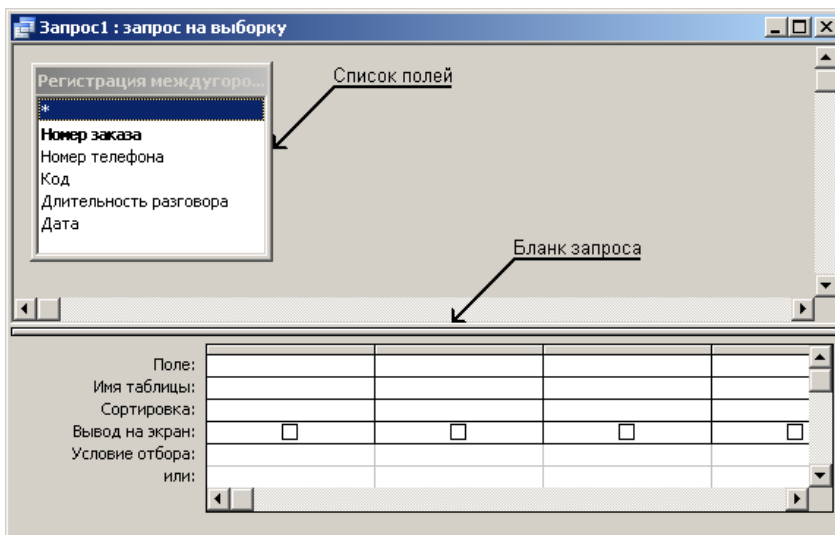 Запрос1 : запрос на выборку
Регистрация междугоро...
Список полей
*
Номер заказа
Номер телефона
Код
Длительность разговора
Дата
Бланк запроса
Поле:
Имя таблицы:
Сортировка:
Вывод на экран:
Условие отбора:
или: